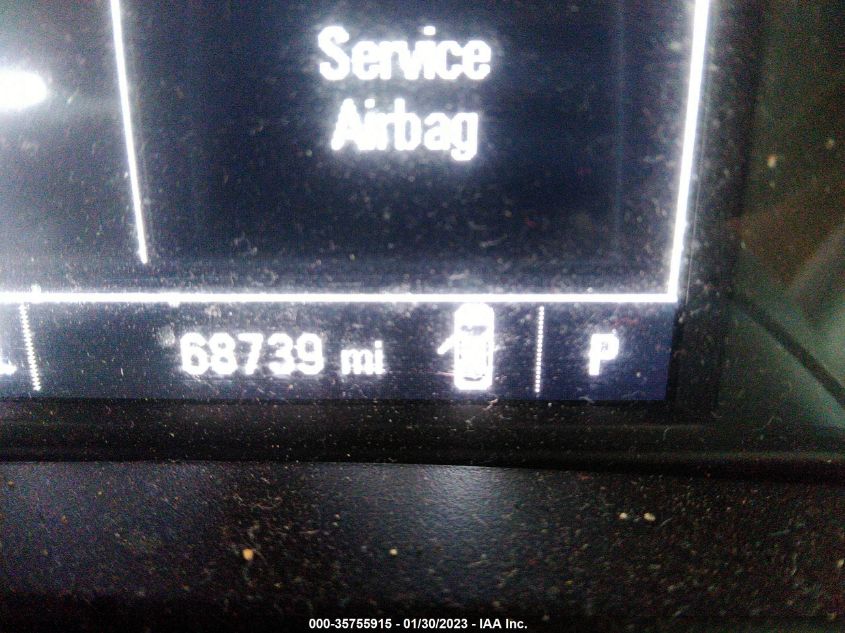 Service
Airbag
68739 mi P
000-35755915 - 01/30/2023 - IAA Inc.